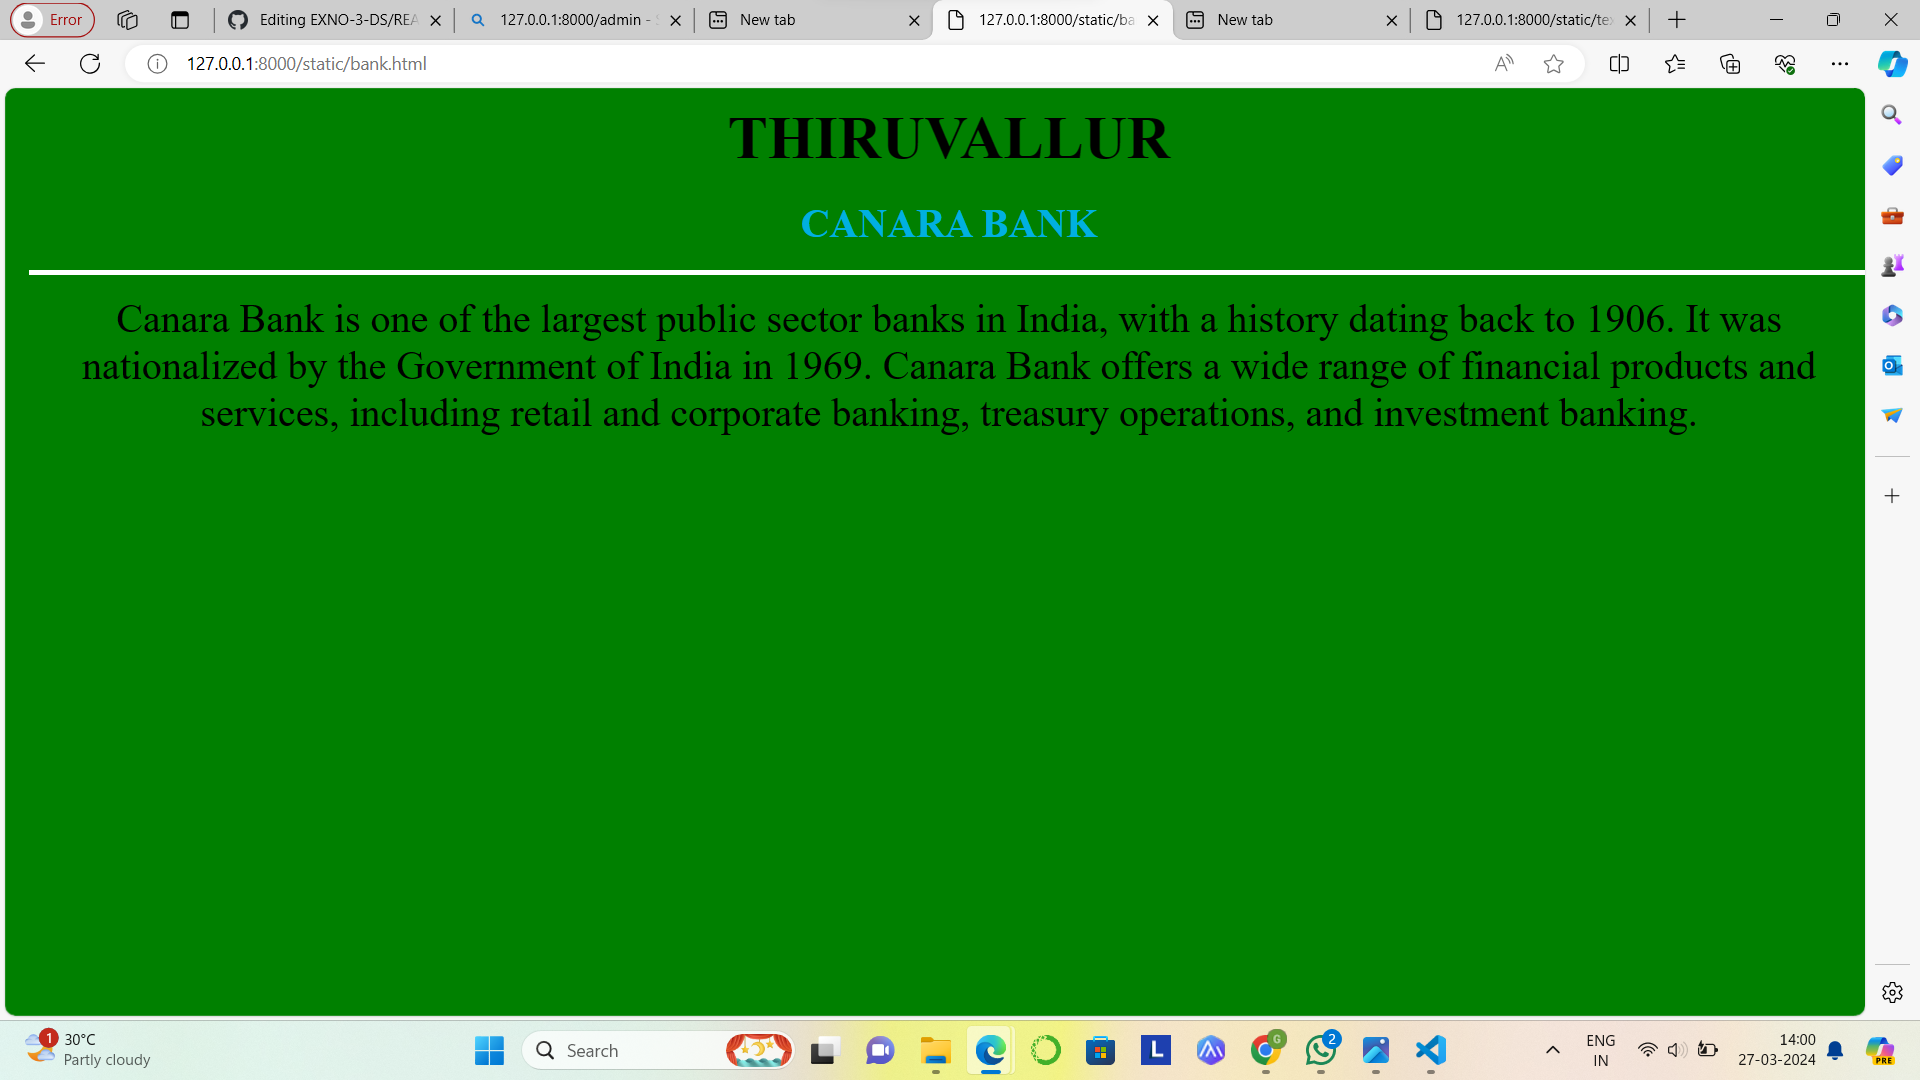 Error
Editing EXNO-3-DS/REA
127.0.0.1:8000/admin - S
New tab
127.0.0.1:8000/static/ba
New tab
127.0.0.1:8000/static/te
127.0.0.1:8000/static/bank.html
THIRUVALLUR
CANARA BANK
Canara Bank is one of the largest public sector banks in India, with a history dating back to 1906. It was
nationalized by the Government of India in 1969. Canara Bank offers a wide range of financial products and
services, including retail and corporate banking, treasury operations, and investment banking.
1
30°C
Partly cloudy
Search
L
G
2
PRE
ENG
IN
14:00
27-03-2024